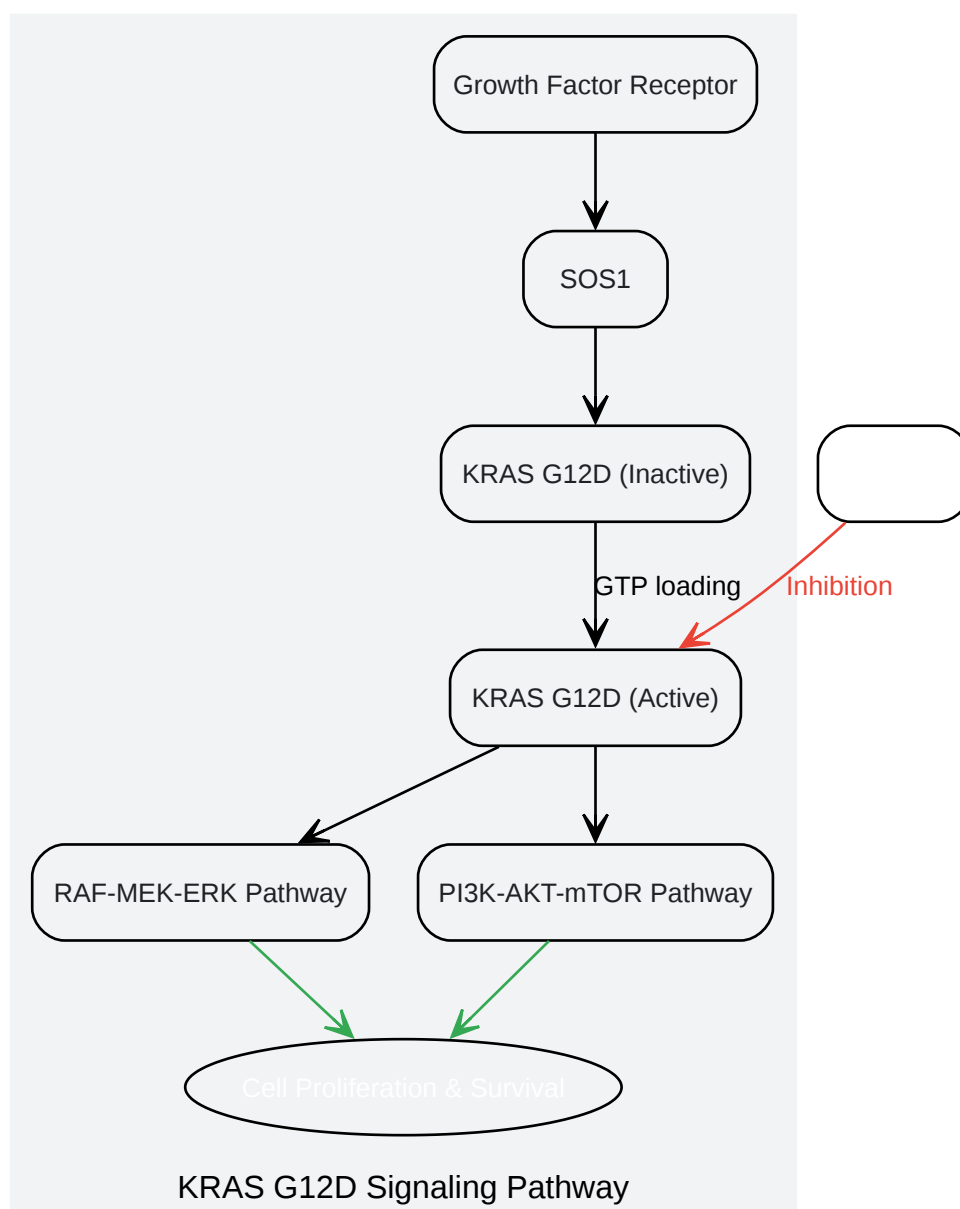 Growth Factor Receptor
SOS1
KRAS G12D (Inactive)
GTP loading
Inhibition
KRAS G12D (Active)
RAF-MEK-ERK Pathway
PI3K-AKT-mTOR Pathway
Cell Proliferation & Survival
KRAS G12D Signaling Pathway